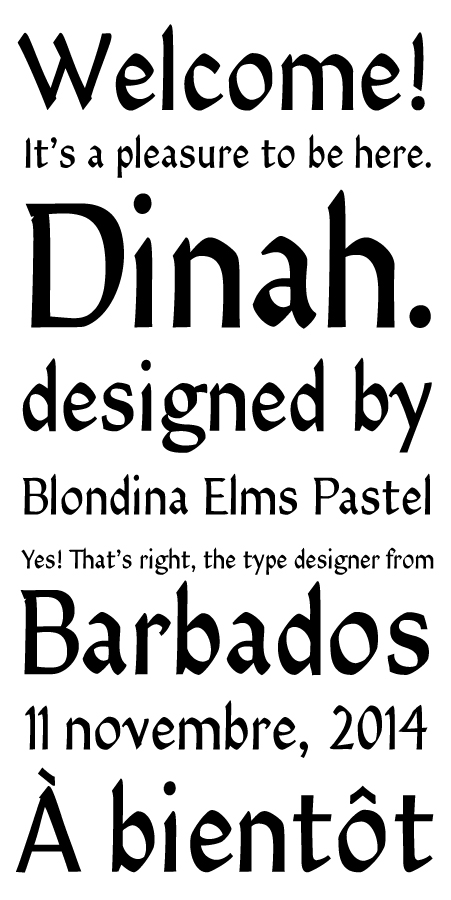 Welcome!
It’s a pleasure to be here.
Dinah.
designed by
Blondina Elms Pastel
Yes! That’s right, the type designer from
Barbados
11 novembre, 2014
À bientôt